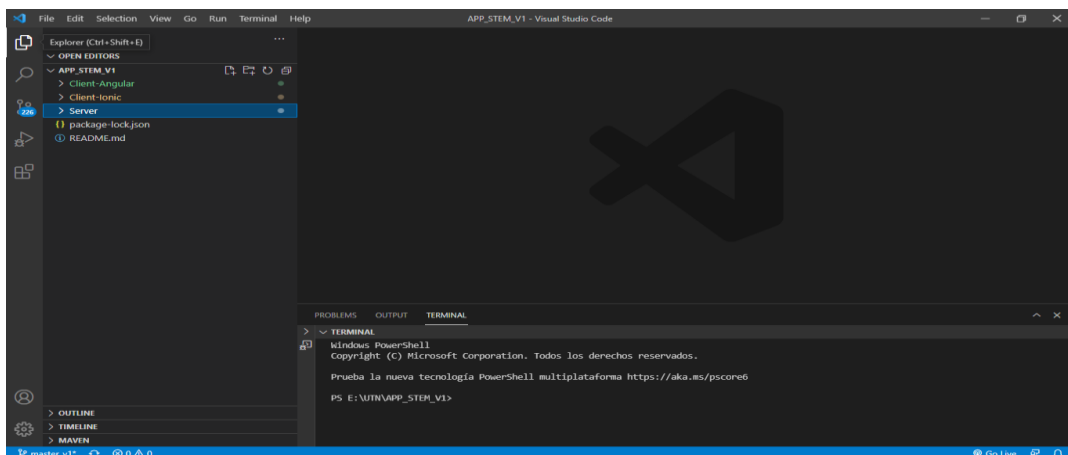 File Edit Selection View Go Run Terminal Help
APP_STEM_V1 - Visual Studio Code
Explorer (Ctrl+Shift+E)
OPEN EDITORS
APP_STEM_V1
Client-Angular
Client-Ionic
Server
package-lock.json
README.md
226
PROBLEMS OUTPUT TERMINAL
TERMINAL
Windows PowerShell
Copyright (C) Microsoft Corporation. Todos los derechos reservados.
Prueba la nueva tecnología PowerShell multiplataforma https://aka.ms/pscore6
PS E:\UTN\APP_STEM_V1>
OUTLINE
TIMELINE
MAVEN
master v1* 0 0
Go Live